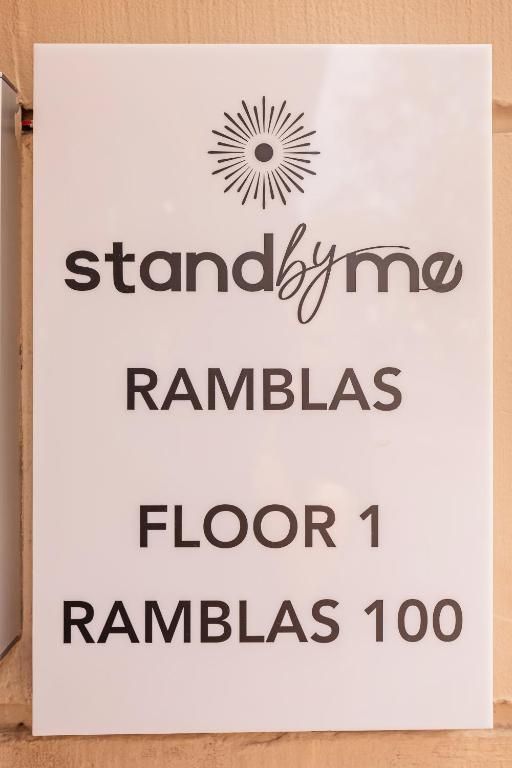 standbyme
RAMBLAS
FLOOR 1
RAMBLAS 100